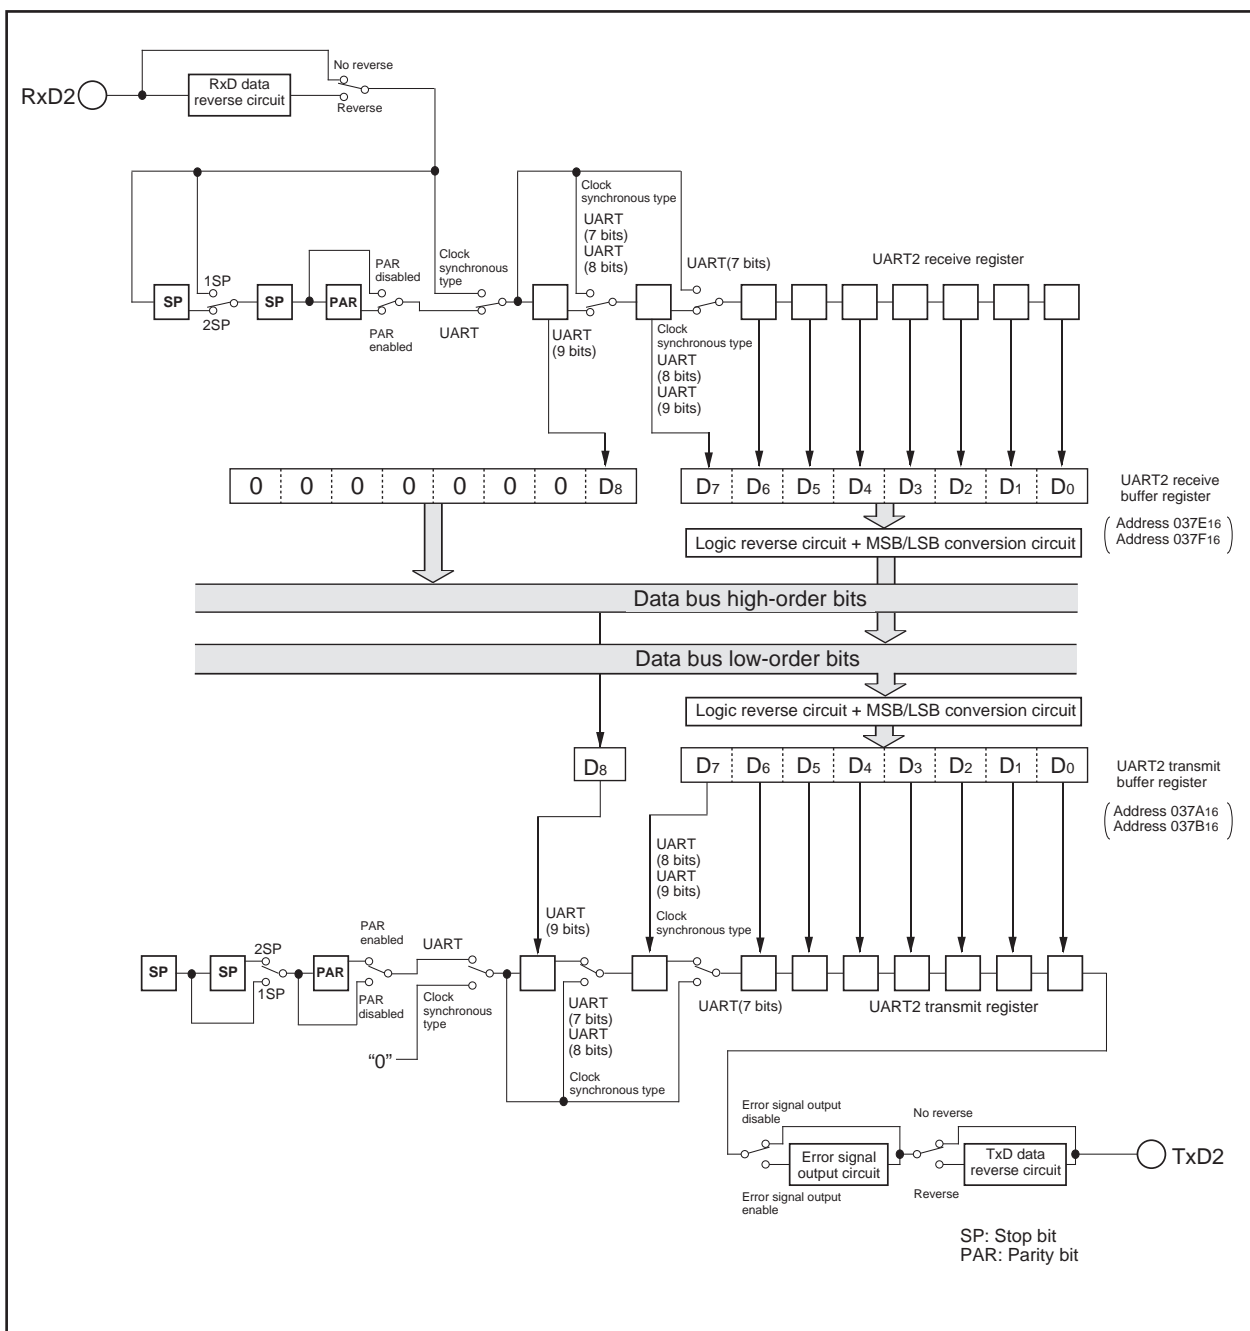 No reverse
RxD2
RxD data
reverse circuit
Reverse
Clock
synchronous type
UART
(7 bits)
UART
(8 bits)
1SP
PAR
disabled
Clock
synchronous
type
UART(7 bits)
UART2 receive register
SP
SP
PAR
2SP
PAR
enabled
UART
UART
(9 bits)
Clock
synchronous type
UART
(8 bits)
UART
(9 bits)
0 0 0 0 0 0 0 D8
D7 D6 D5 D4 D3 D2 D1 D0
UART2 receive
buffer register
Address 037E16
Address 037F16
Logic reverse circuit + MSB/LSB conversion circuit
Data bus high-order bits
Data bus low-order bits
Logic reverse circuit + MSB/LSB conversion circuit
D8
D7 D6 D5 D4 D3 D2 D1 D0
UART2 transmit
buffer register
Address 037A16
Address 037B16
UART
(8 bits)
UART
(9 bits)
Clock
synchronous type
UART
(9 bits)
PAR
enabled
UART
2SP
SP
SP
PAR
1SP
PAR
disabled
Clock
synchronous
type
“0”
UART
(7 bits)
UART
(8 bits)
Clock
synchronous type
UART(7 bits)
UART2 transmit register
Error signal output
disable
No reverse
Error signal
output circuit
TxD data
reverse circuit
TxD2
Error signal output
enable
Reverse
SP: Stop bit
PAR: Parity bit